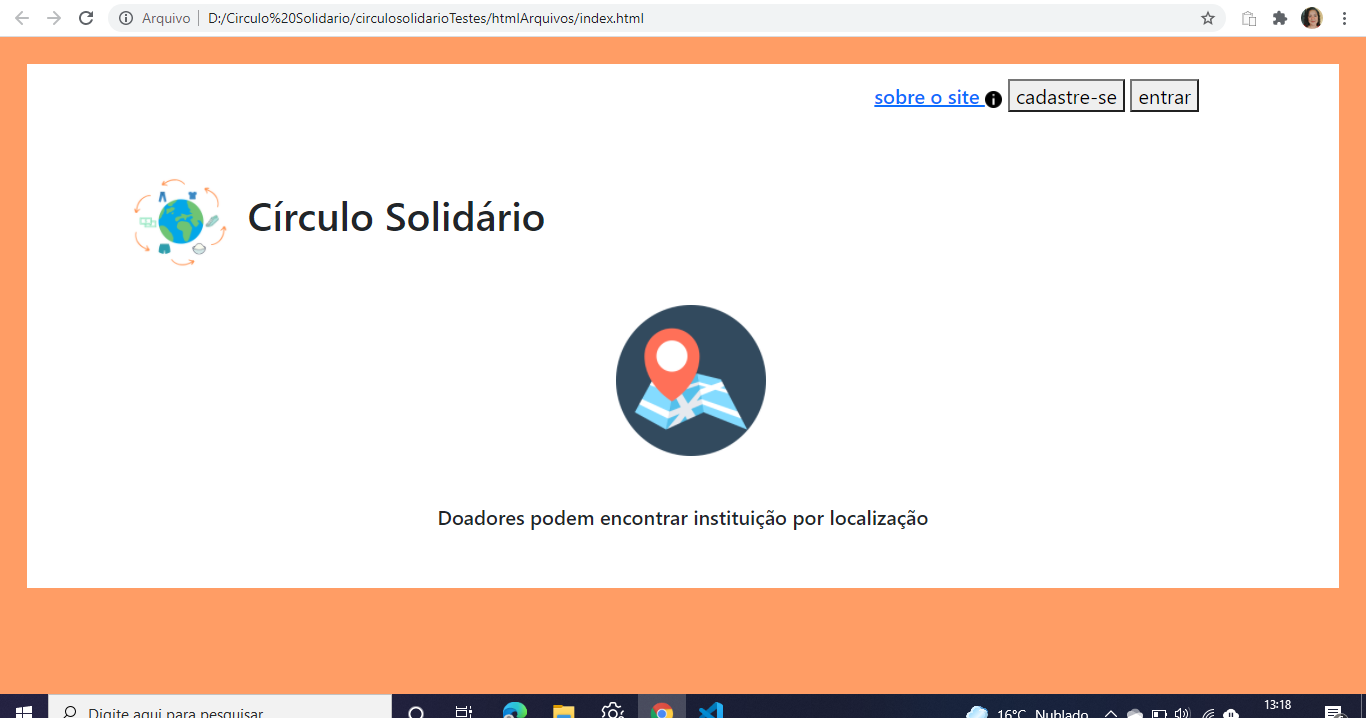 Arquivo | D:/Circulo%20Solidario/circulosolidarioTestes/htmlArquivos/index.html
sobre o site cadastre-se entrar
Círculo Solidário
Doadores podem encontrar instituição por localização
Digite aqui para pesquisar 16°C Nublado 13:18